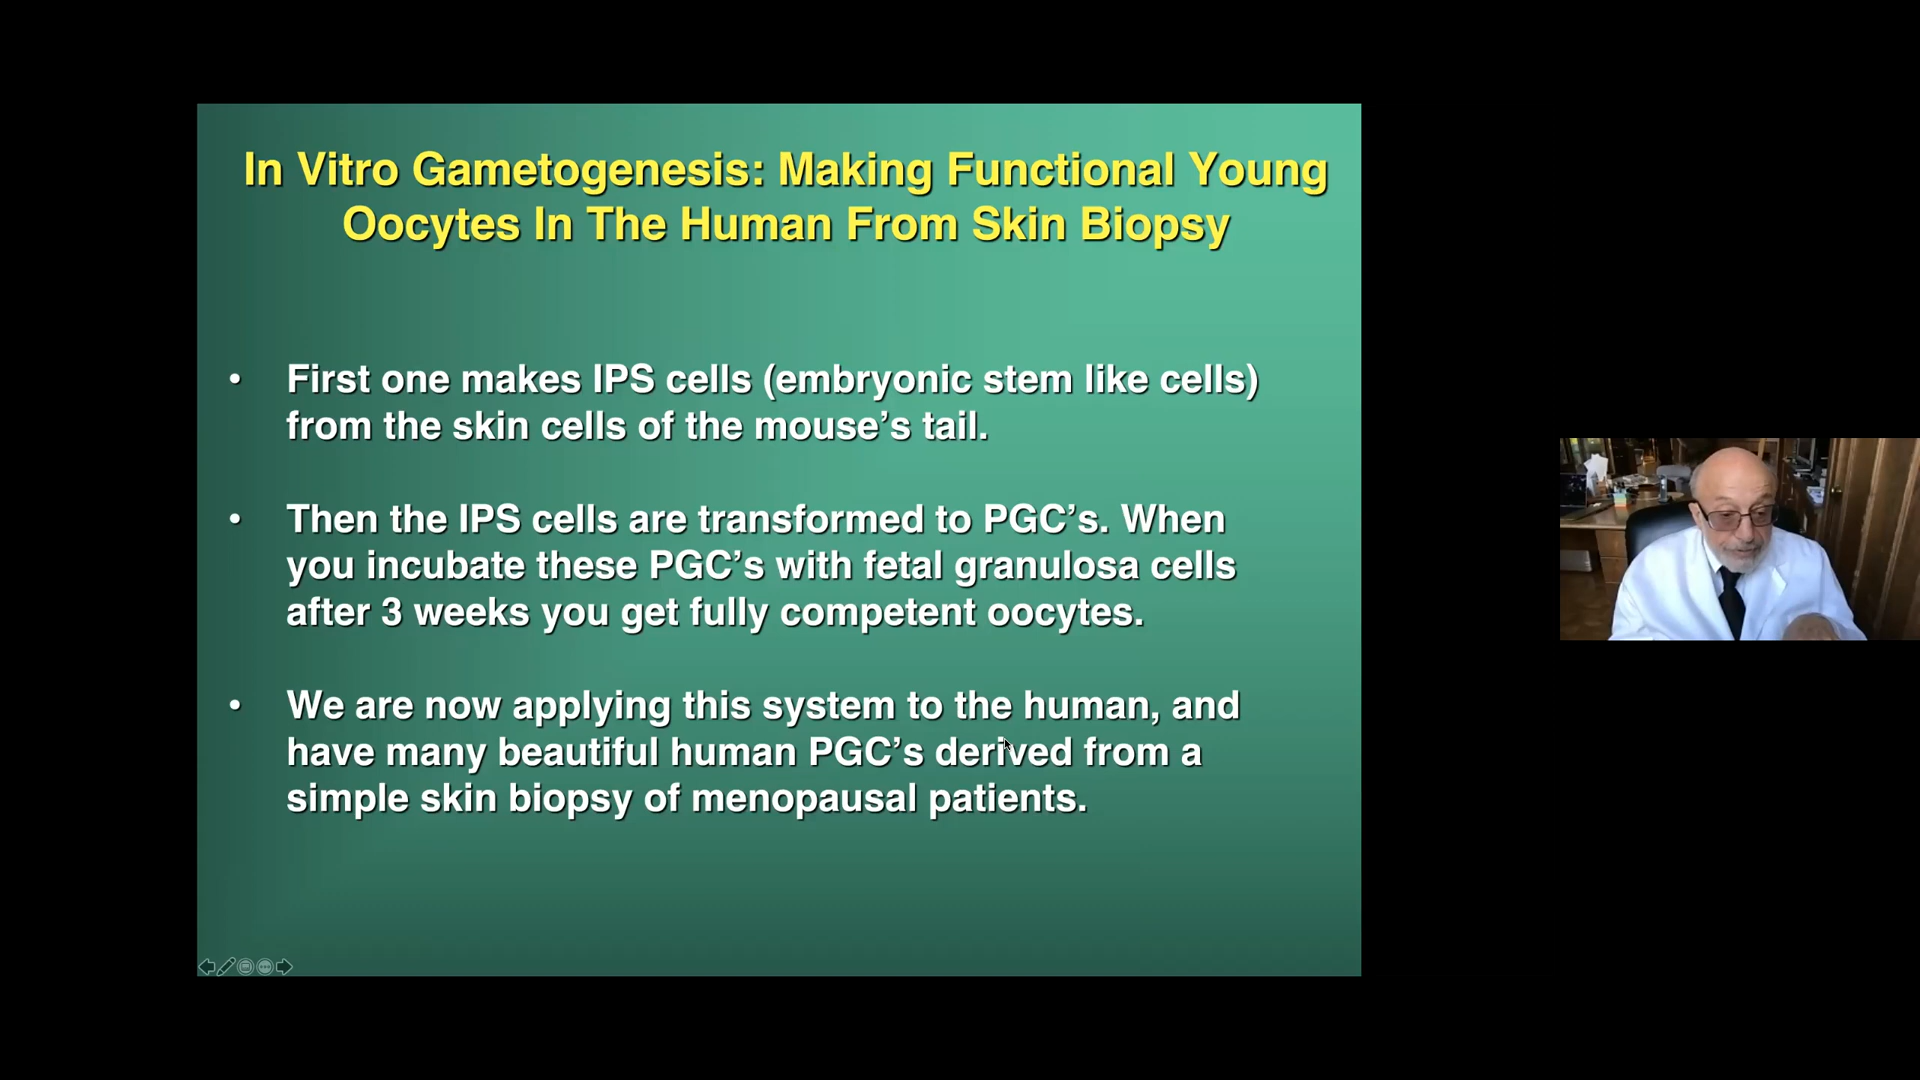 In Vitro Gametogenesis: Making Functional Young
Oocytes In The Human From Skin Biopsy
• First one makes IPS cells (embryonic stem like cells)
from the skin cells of the mouse’s tail.
• Then the IPS cells are transformed to PGC’s. When
you incubate these PGC’s with fetal granulosa cells
after 3 weeks you get fully competent oocytes.
• We are now applying this system to the human, and
have many beautiful human PGC’s derived from a
simple skin biopsy of menopausal patients.